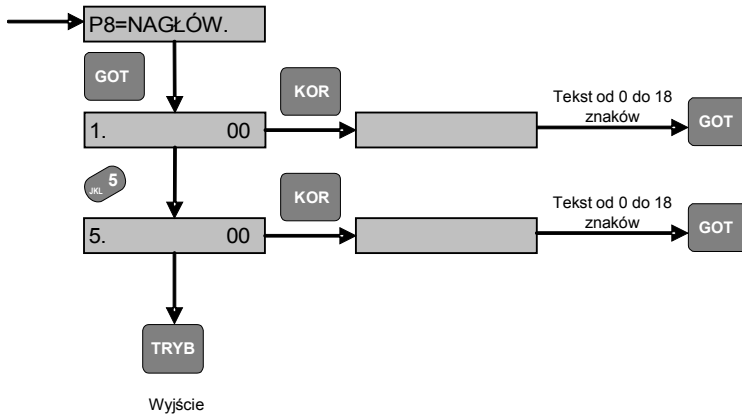 P8=NAGŁÓW.
GOT
KOR
Tekst od 0 do 18
znaków
GOT
1. 00
JKL 5
KOR
Tekst od 0 do 18
znaków
GOT
5. 00
TRYB
Wyjście